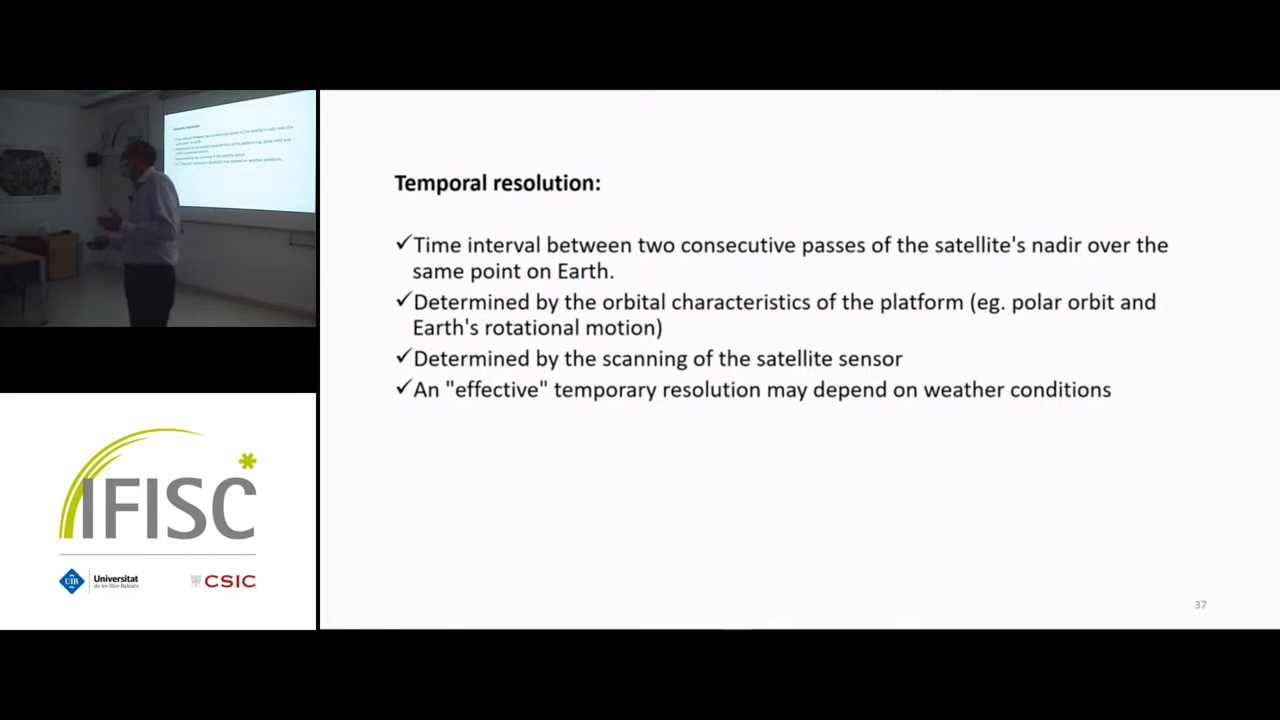 Temporal resolution:
✓Time interval between two consecutive passes of the satellite's nadir over the
same point on Earth.
✓Determined by the orbital characteristics of the platform (eg. polar orbit and
Earth's rotational motion)
✓Determined by the scanning of the satellite sensor
✓An "effective" temporary resolution may depend on weather conditions
37
IFISC
UIB
Universitat
de les Illes Balears
CSIC